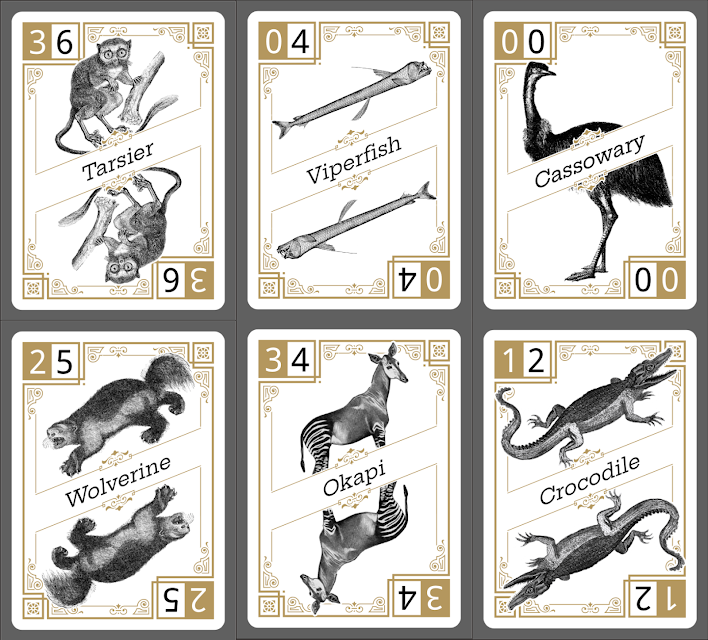 36
Tarsier
36
04
Viperfish
04
00
Cassowary
00
25
Wolverine
25
34
Okapi
34
12
Crocodile
12